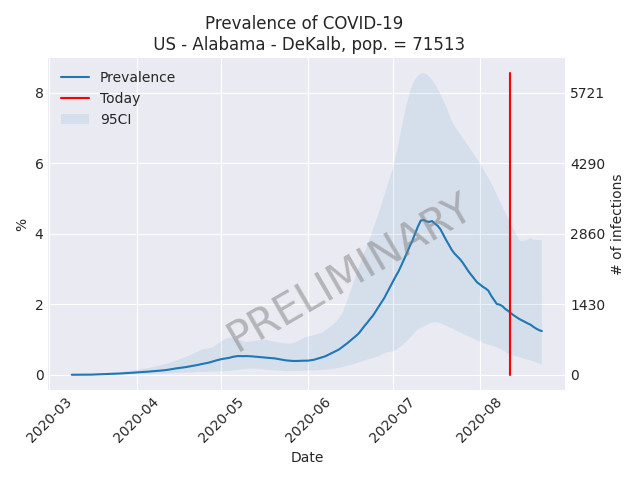 Prevalence of COVID-19
US - Alabama - DeKalb, pop. = 71513
Prevalence
Today
95CI
8
6
4
2
0
%
5721
4290
2860
1430
0
# of infections
PRELIMINARY
2020-03
2020-04
2020-05
2020-06
2020-07
2020-08
Date